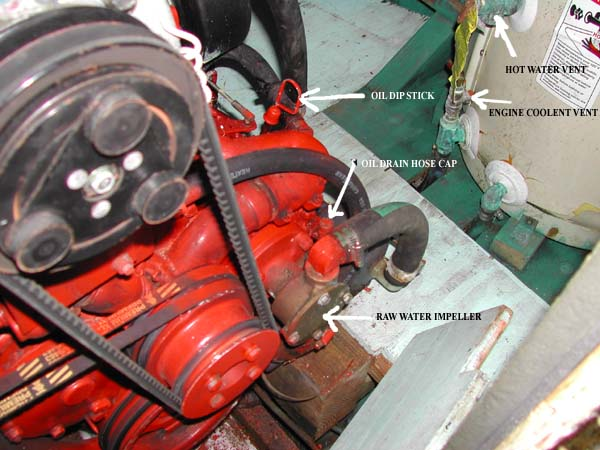 HOT WATER VENT
OIL DIP STICK
ENGINE COOLENT VENT
OIL DRAIN HOSE CAP
RAW WATER IMPELLER